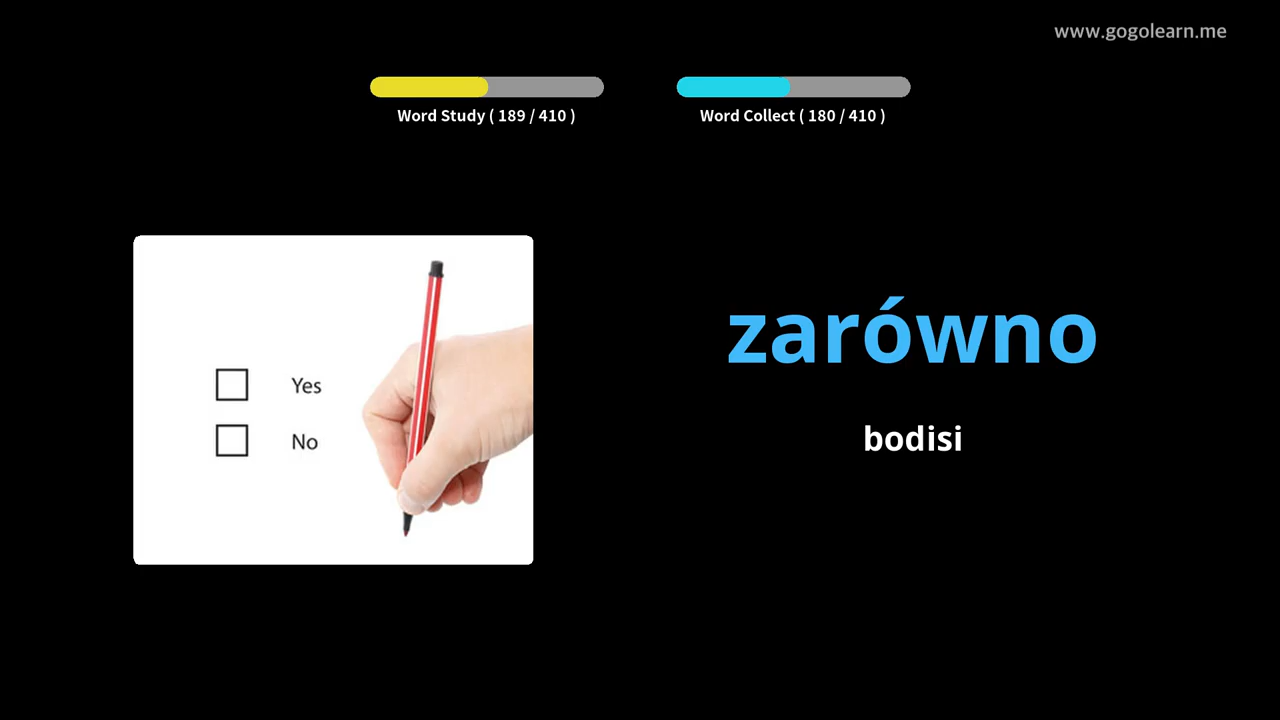 www.gogolearn.me
Word Study ( 189 / 410 )
Word Collect ( 180 / 410 )
Yes
No
zarówno
bodisi